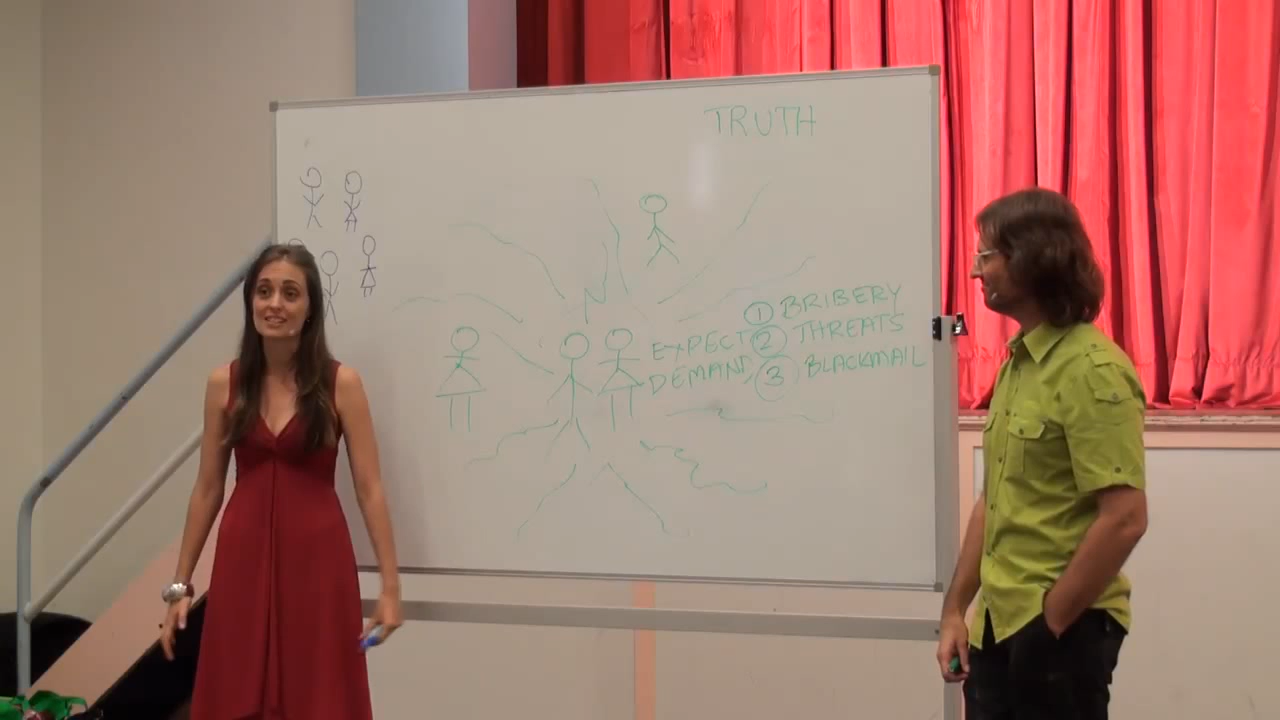 TRUTH
N
EXPECT
DEMAND
1 BRIBERY
2 THREATS
3 BLACKMAIL